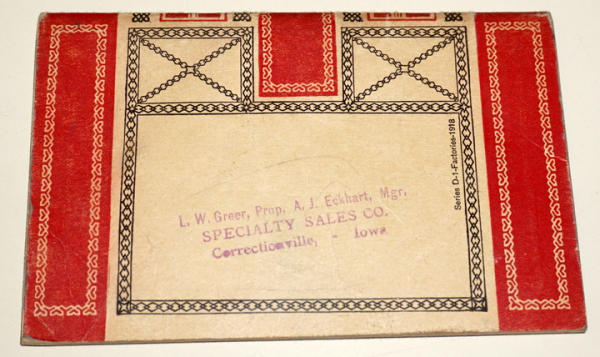 L. W. Greer, Prop. A. J. Eckhart, Mgr.
SPECIALTY SALES CO.
Correctionville, - Iowa
Series D-1-Factories-1918